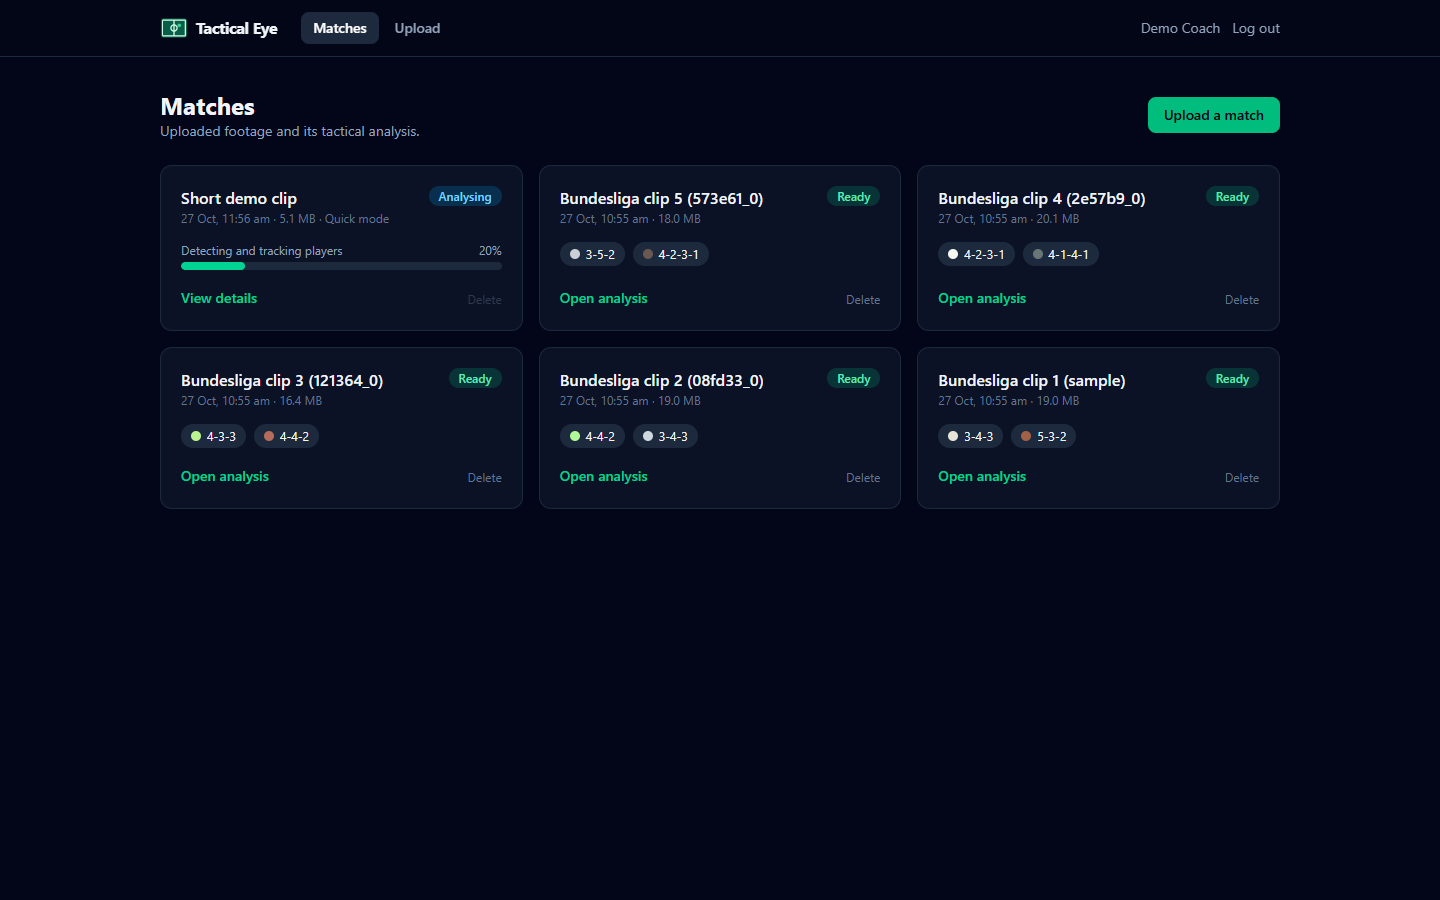 Tactical Eye
Matches
Upload
Demo Coach
Log out
Matches
Uploaded footage and its tactical analysis.
Upload a match
Short demo clip
Analysing
27 Oct, 11:56 am · 5.1 MB · Quick mode
Detecting and tracking players
20%
View details
Delete
Bundesliga clip 5 (573e61_0)
Ready
27 Oct, 10:55 am · 18.0 MB
3-5-2
4-2-3-1
Open analysis
Delete
Bundesliga clip 4 (2e57b9_0)
Ready
27 Oct, 10:55 am · 20.1 MB
4-2-3-1
4-1-4-1
Open analysis
Delete
Bundesliga clip 3 (121364_0)
Ready
27 Oct, 10:55 am · 16.4 MB
4-3-3
4-4-2
Open analysis
Delete
Bundesliga clip 2 (08fd33_0)
Ready
27 Oct, 10:55 am · 19.0 MB
4-4-2
3-4-3
Open analysis
Delete
Bundesliga clip 1 (sample)
Ready
27 Oct, 10:55 am · 19.0 MB
3-4-3
5-3-2
Open analysis
Delete